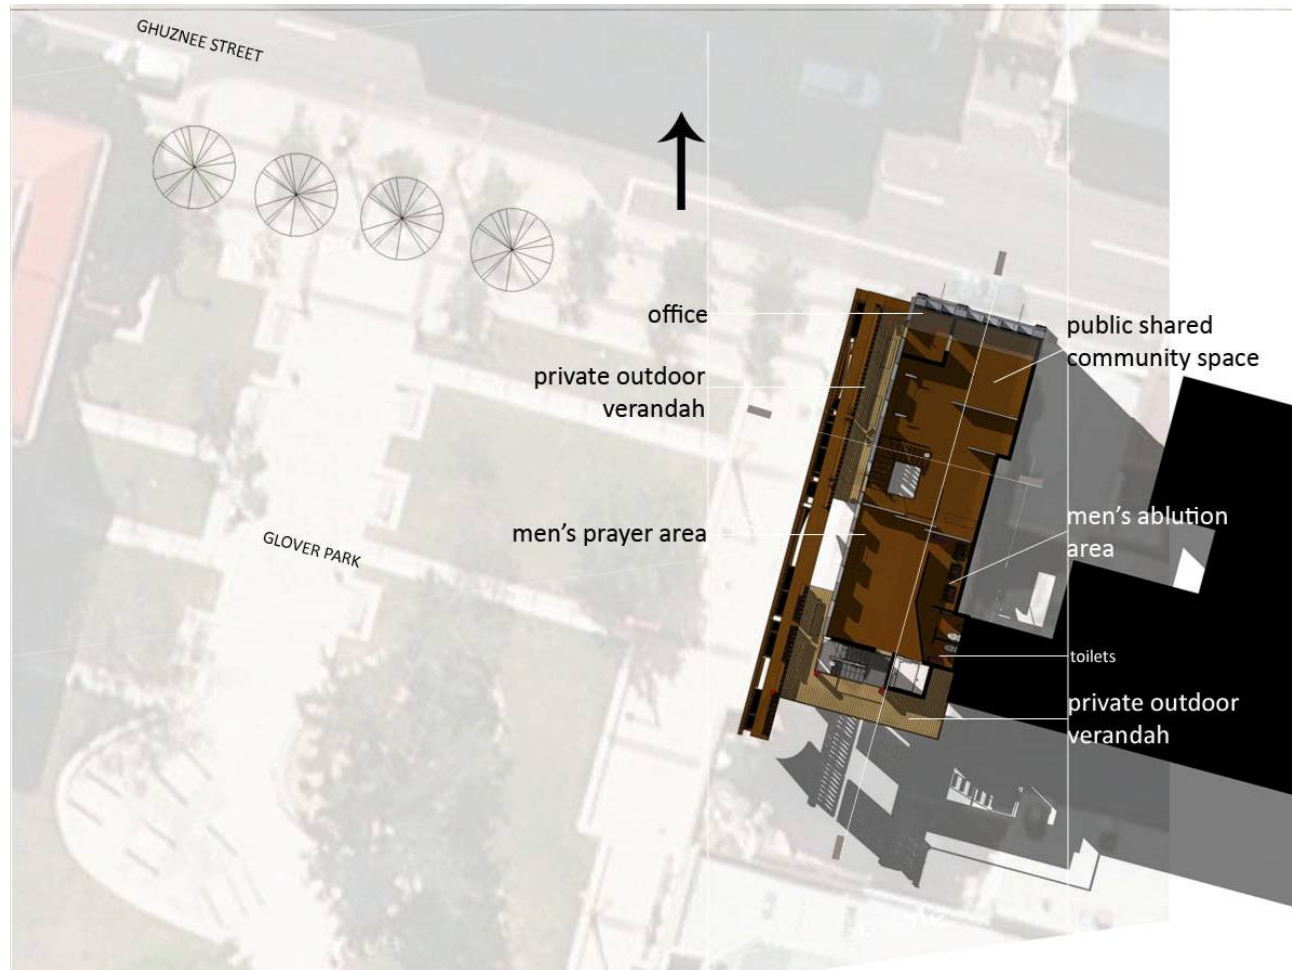 GHUZNEE STREET
office
public shared
community space
private outdoor
verandah
men's prayer area
men's ablution
area
GLOVER PARK
toilets
private outdoor
verandah